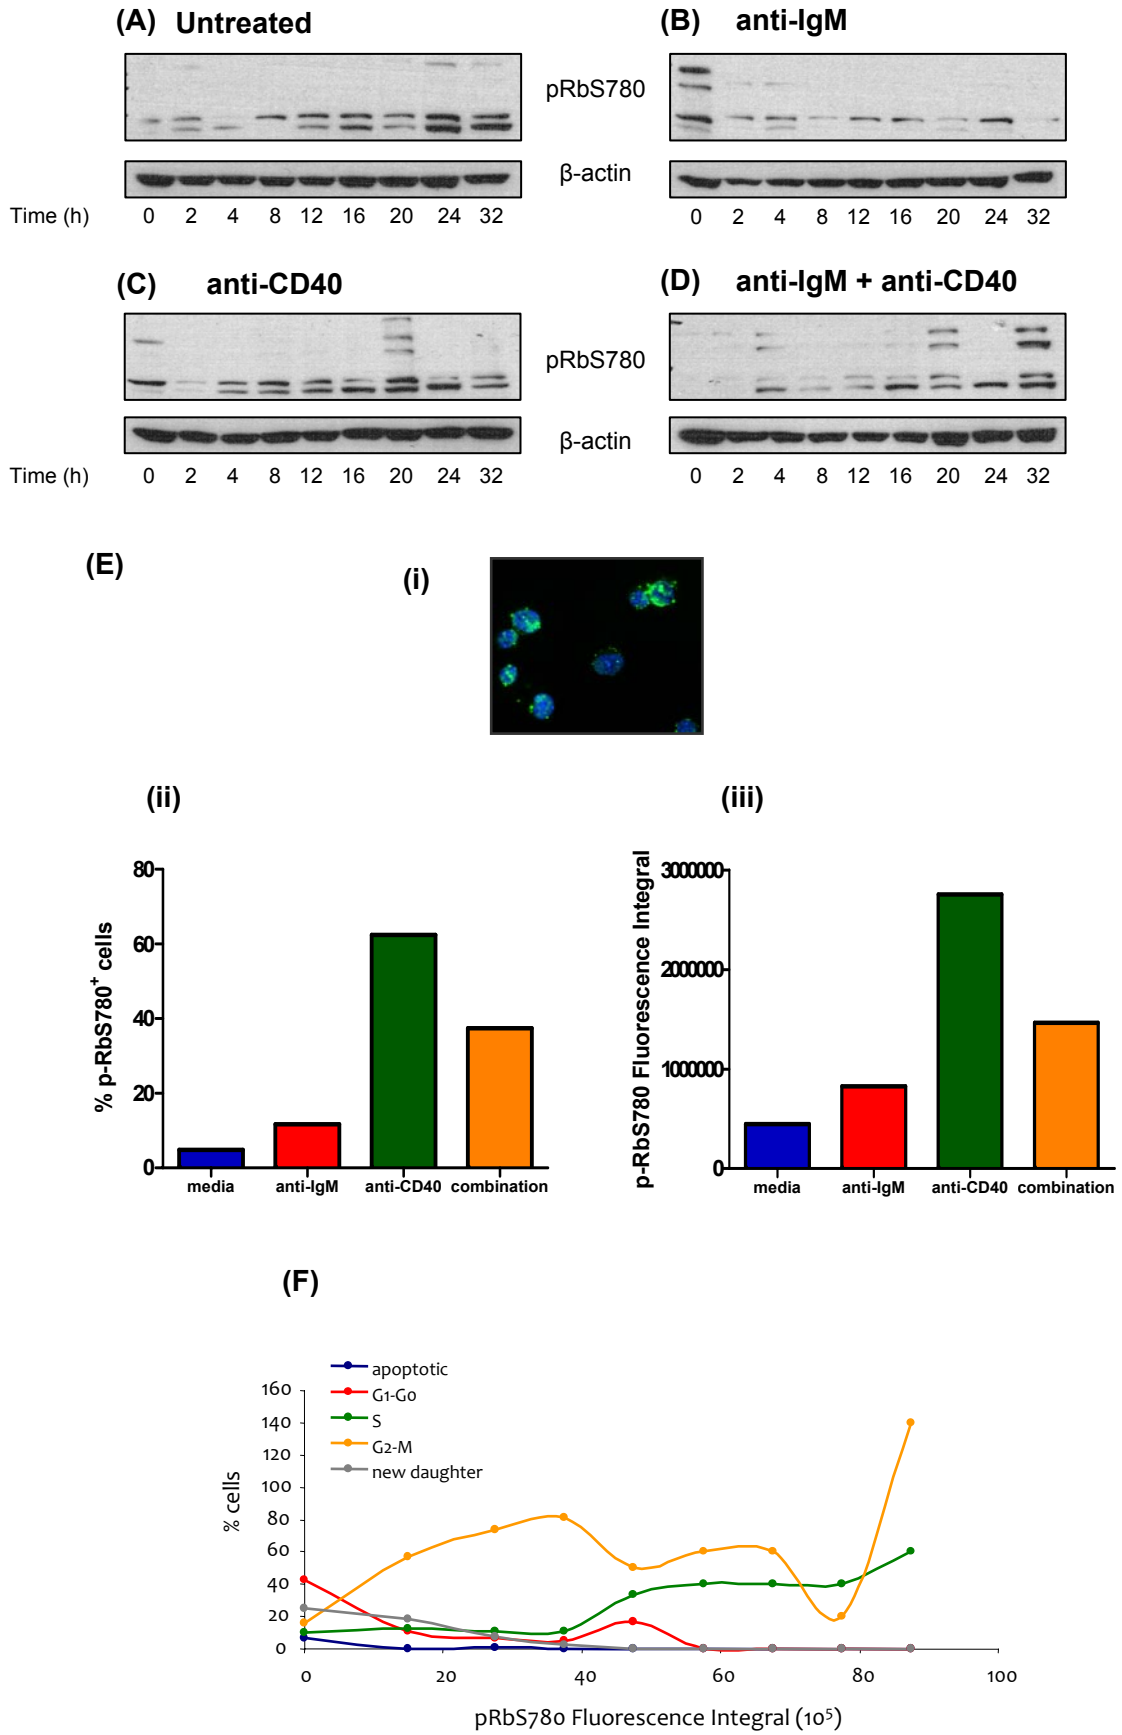 (A) Untreated
(B) anti-IgM
pRbS780
β-actin
Time (h) 0 2 4 8 12 16 20 24 32
0 2 4 8 12 16 20 24 32
(C) anti-CD40
(D) anti-IgM + anti-CD40
pRbS780
β-actin
Time (h) 0 2 4 8 12 16 20 24 32
0 2 4 8 12 16 20 24 32
(E)
(i)
(ii)
% p-RbS780+ cells
80
60
40
20
0
media anti-IgM anti-CD40 combination
(iii)
p-RbS780 Fluorescence Integral
3000000
2000000
1000000
0
media anti-IgM anti-CD40 combination
(F)
apoptotic
G1-G0
S
G2-M
new daughter
% cells
160
140
120
100
80
60
40
20
0
0 20 40 60 80 100
pRbS780 Fluorescence Integral (10⁵)